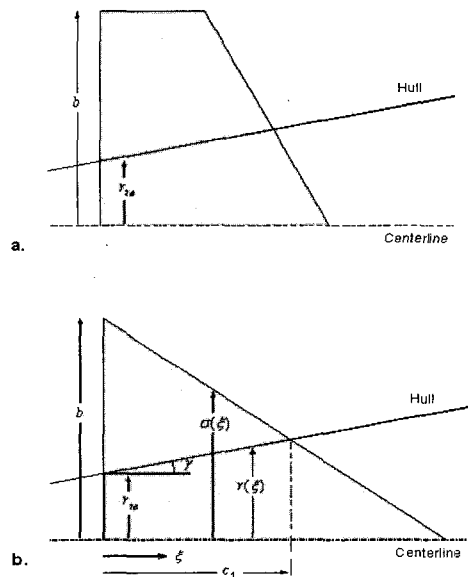 b
Hull
r_{2a}
Centerline
a.
Hull
b
a(ξ)
γ
r(ξ)
r_{2a}
ξ
Centerline
b.
c_1